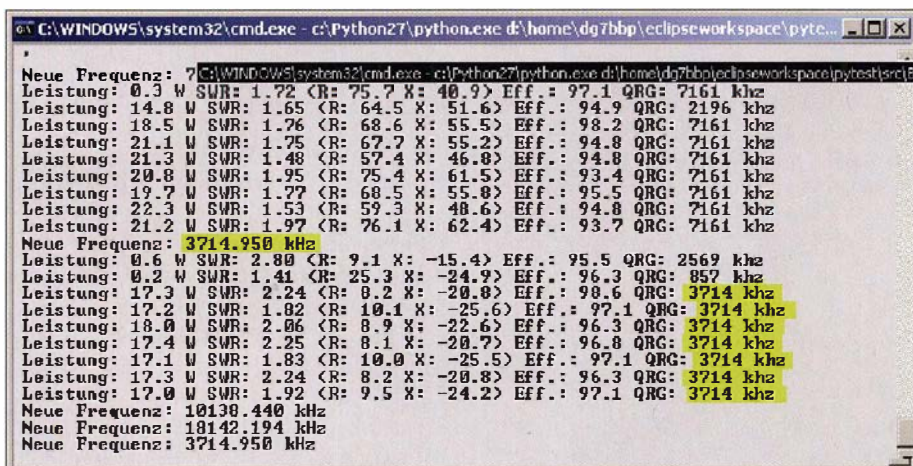 C:\WINDOWS\system32\cmd.exe - c:\Python27\python.exe d:\home\dg7bbp\eclipseworkspace\pyte...
Neue Frequenz: 7 C:\WINDOWS\system32\cmd.exe - c:\Python27\python.exe d:\home\dg7bbp\eclipseworkspace\pytest\src\E
Leistung: 0.3 W SWR: 1.72 (R: 75.7 X: 40.9) Eff.: 97.1 QRG: 7161 khz
Leistung: 14.8 W SWR: 1.65 (R: 64.5 X: 51.6) Eff.: 94.9 QRG: 2196 khz
Leistung: 18.5 W SWR: 1.76 (R: 68.6 X: 55.5) Eff.: 98.2 QRG: 7161 khz
Leistung: 21.1 W SWR: 1.75 (R: 67.7 X: 55.2) Eff.: 94.8 QRG: 7161 khz
Leistung: 21.3 W SWR: 1.48 (R: 57.4 X: 46.8) Eff.: 94.8 QRG: 7161 khz
Leistung: 20.8 W SWR: 1.95 (R: 75.4 X: 61.5) Eff.: 93.4 QRG: 7161 khz
Leistung: 19.7 W SWR: 1.77 (R: 68.5 X: 55.8) Eff.: 95.5 QRG: 7161 khz
Leistung: 22.3 W SWR: 1.53 (R: 59.3 X: 48.6) Eff.: 94.8 QRG: 7161 khz
Leistung: 21.2 W SWR: 1.97 (R: 76.1 X: 62.4) Eff.: 93.7 QRG: 7161 khz
Neue Frequenz: 3714.950 kHz
Leistung: 0.6 W SWR: 2.80 (R: 9.1 X: -15.4) Eff.: 95.5 QRG: 2569 khz
Leistung: 0.2 W SWR: 1.41 (R: 25.3 X: -24.9) Eff.: 96.3 QRG: 857 khz
Leistung: 17.3 W SWR: 2.24 (R: 8.2 X: -20.8) Eff.: 98.6 QRG: 3714 khz
Leistung: 17.2 W SWR: 1.82 (R: 10.1 X: -25.6) Eff.: 97.1 QRG: 3714 khz
Leistung: 18.0 W SWR: 2.06 (R: 8.9 X: -22.6) Eff.: 96.3 QRG: 3714 khz
Leistung: 17.4 W SWR: 2.25 (R: 8.1 X: -20.7) Eff.: 96.8 QRG: 3714 khz
Leistung: 17.1 W SWR: 1.83 (R: 10.0 X: -25.5) Eff.: 97.1 QRG: 3714 khz
Leistung: 17.3 W SWR: 2.24 (R: 8.2 X: -20.8) Eff.: 96.3 QRG: 3714 khz
Leistung: 17.0 W SWR: 1.92 (R: 9.5 X: -24.2) Eff.: 97.1 QRG: 3714 khz
Neue Frequenz: 10138.440 kHz
Neue Frequenz: 18142.194 kHz
Neue Frequenz: 3714.950 kHz